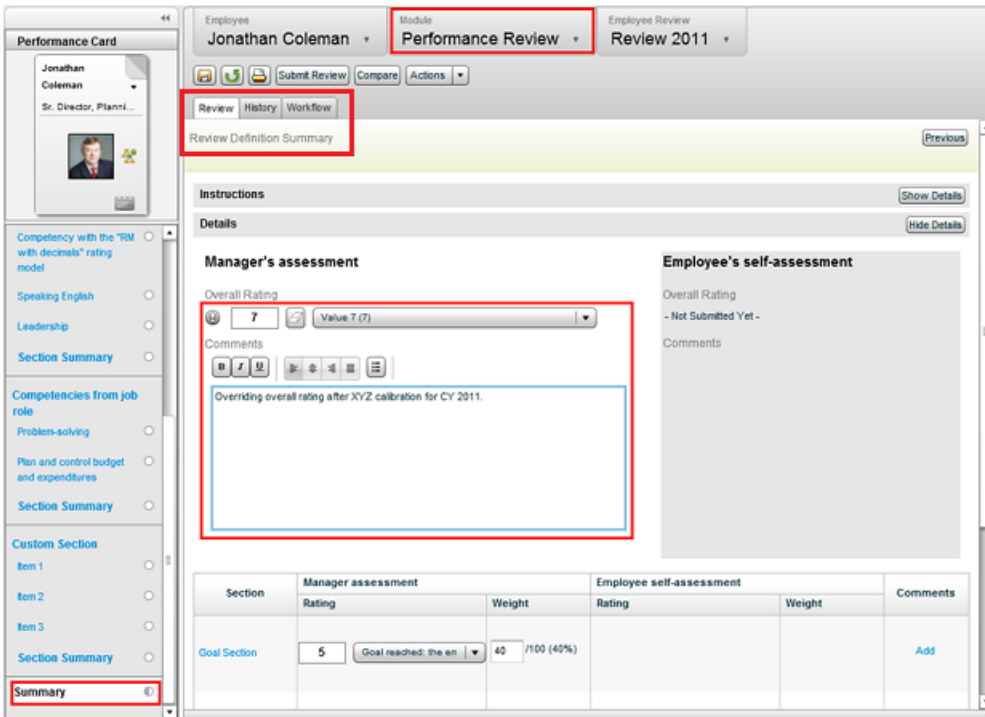 Performance Card
Jonathan
Coleman
Sr. Director, Planni...
Competency with the "RM
with decimals" rating
model
Speaking English
Leadership
Section Summary
Competencies from job
role
Problem-solving
Plan and control budget
and expenditures
Section Summary
Custom Section
Item 1
Item 2
Item 3
Section Summary
Summary
Employee
Jonathan Coleman
Module
Performance Review
Employee Review
Review 2011
Submit Review Compare Actions
Review History Workflow
Review Definition Summary
Previous
Instructions
Show Details
Details
Hide Details
Manager's assessment
Overall Rating
7 Value 7 (7)
Comments
B I U
Overriding overall rating after XYZ calibration for CY 2011.
Employee's self-assessment
Overall Rating
- Not Submitted Yet -
Comments
Section Manager assessment Employee self-assessment Comments
Rating Weight Rating Weight
Goal Section 5 Goal reached: the en 40 /100 (40%) Add